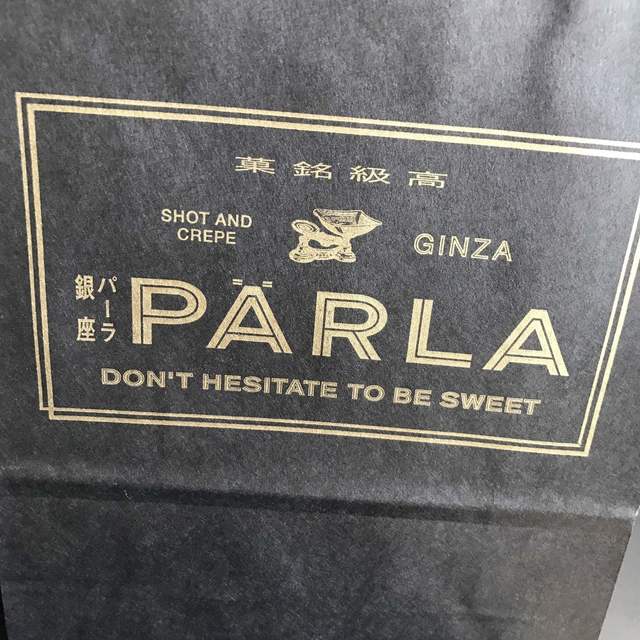 高級銘菓
SHOT AND
CREPE
GINZA
パーラ
銀座
PÄRLA
DON'T HESITATE TO BE SWEET